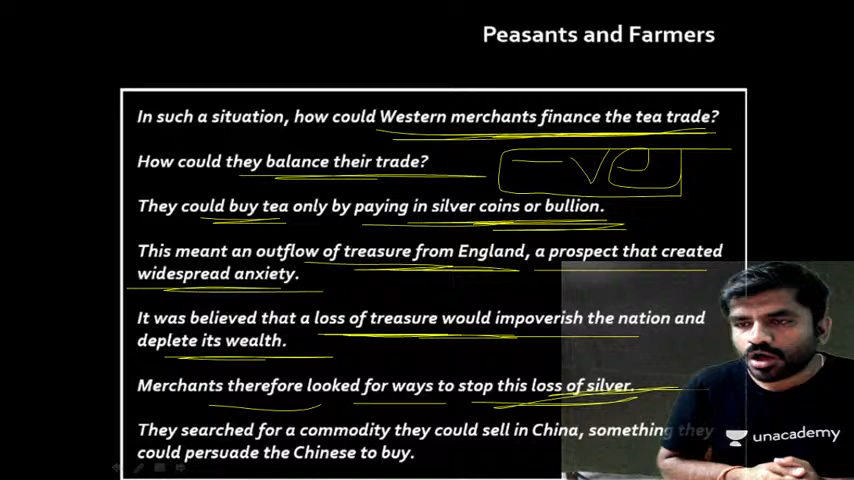 Peasants and Farmers
In such a situation, how could Western merchants finance the tea trade?
How could they balance their trade?
-ve
They could buy tea only by paying in silver coins or bullion.
This meant an outflow of treasure from England, a prospect that created
widespread anxiety.
It was believed that a loss of treasure would impoverish the nation and
deplete its wealth.
Merchants therefore looked for ways to stop this loss of silver.
They searched for a commodity they could sell in China, something they
could persuade the Chinese to buy.
unacademy